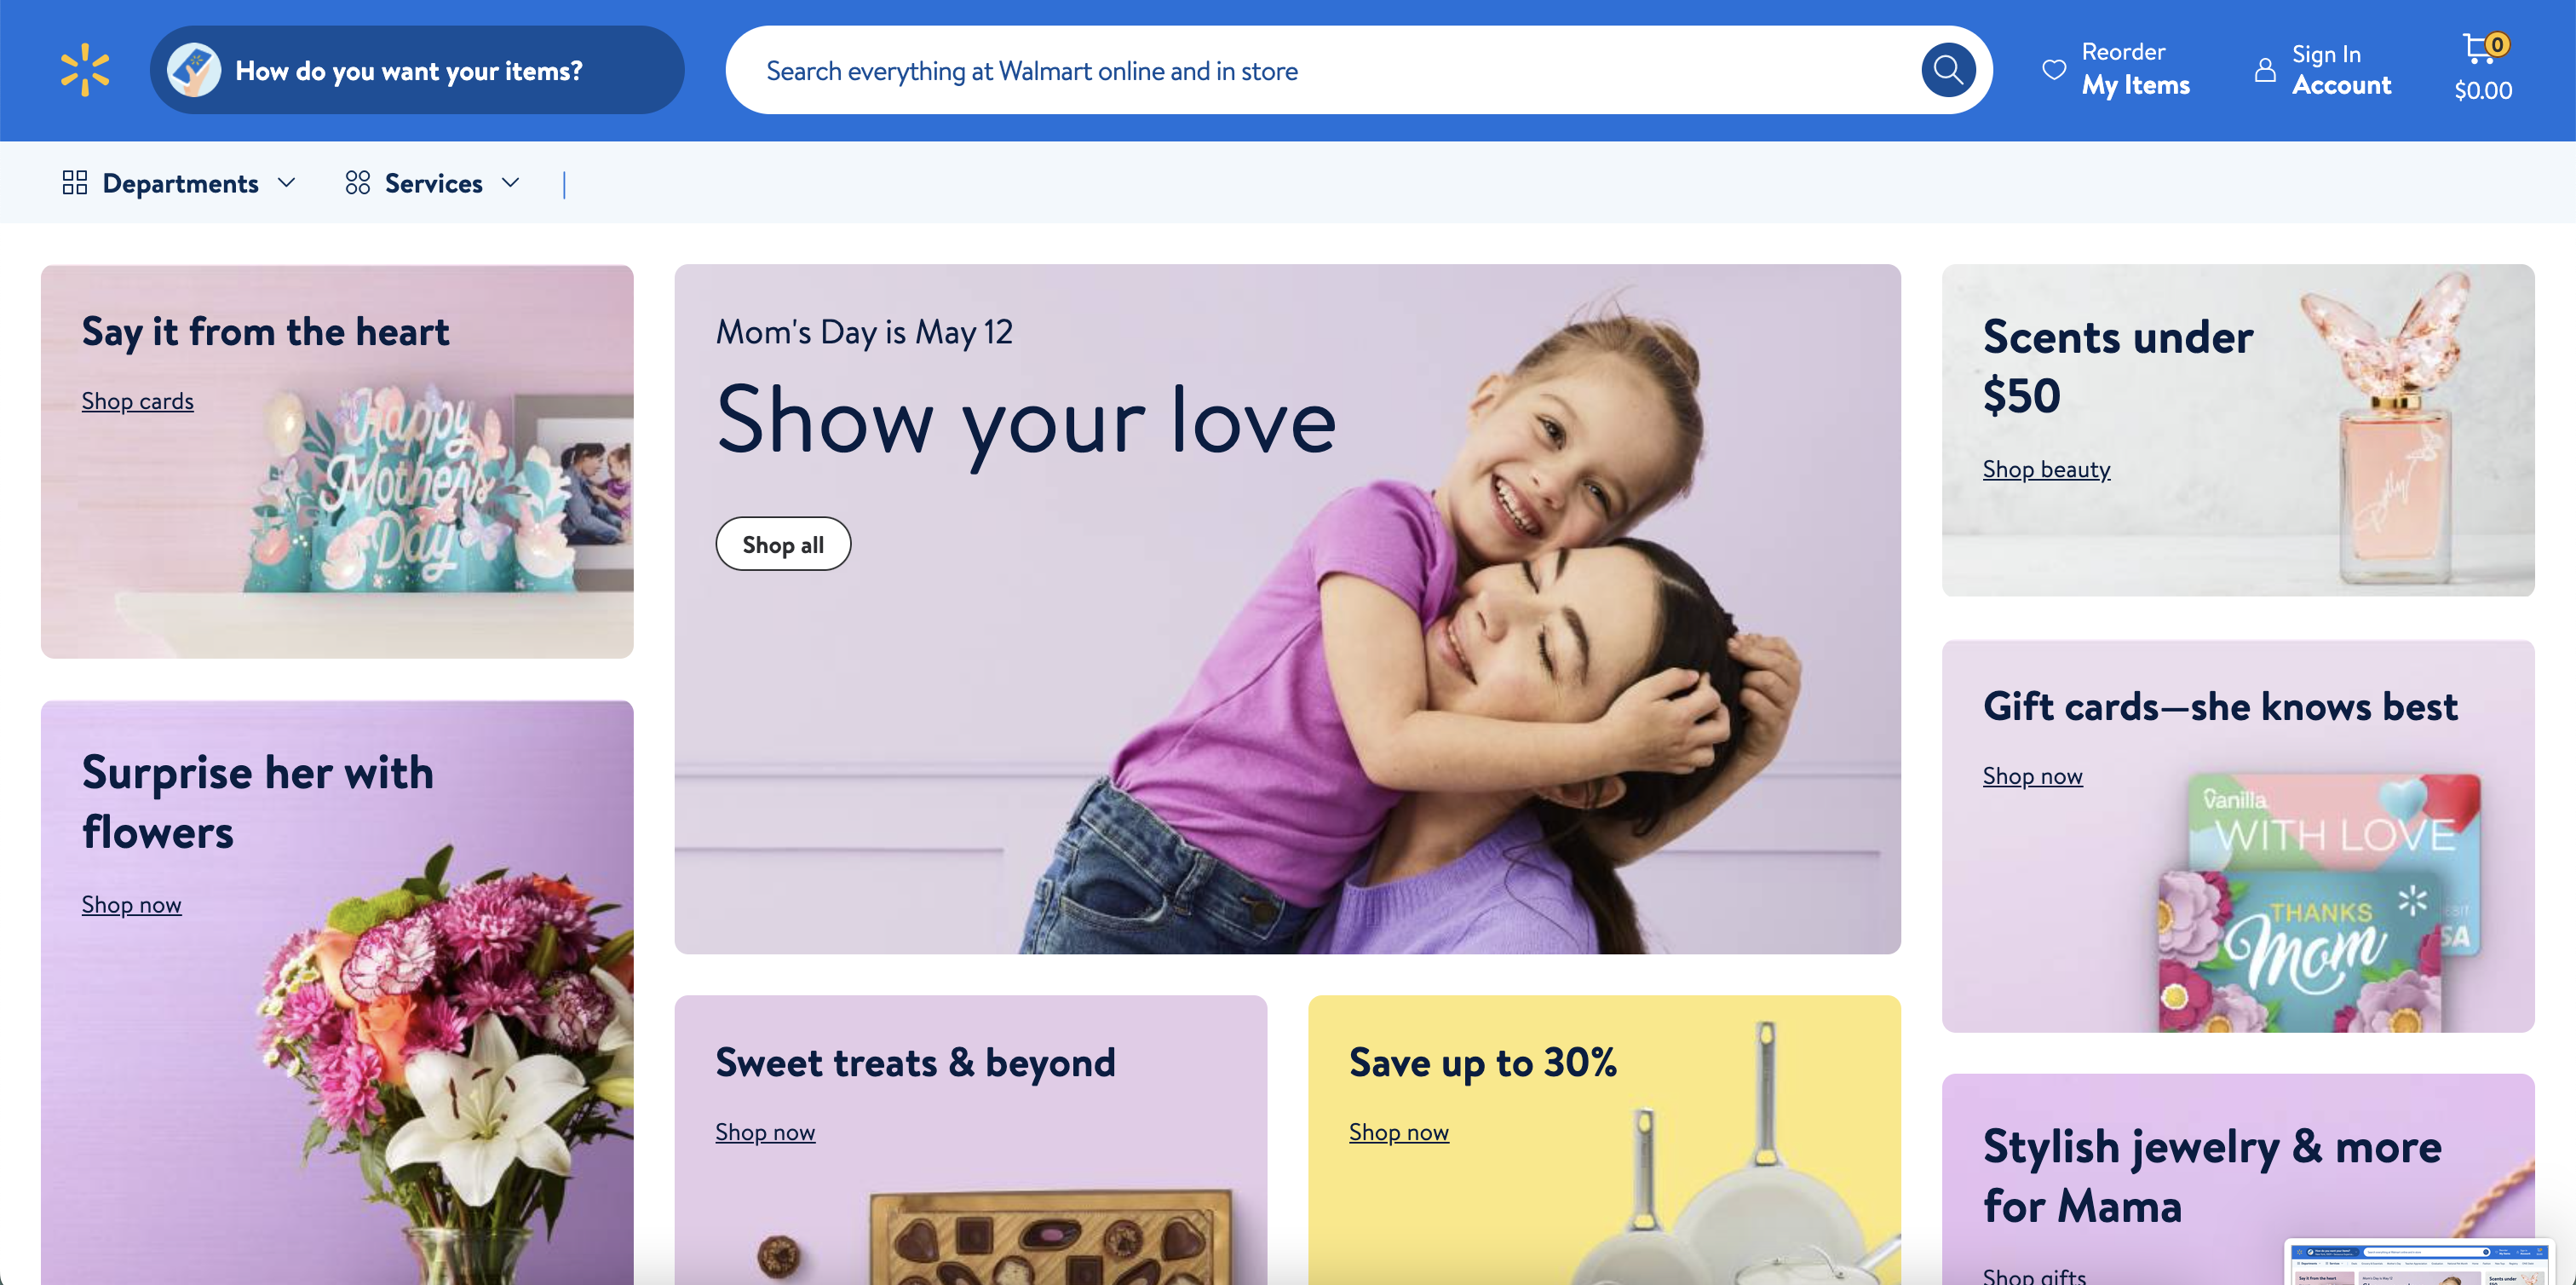 How do you want your items?
Search everything at Walmart online and in store
Reorder
My Items
Sign In
Account
0
$0.00
Departments
Services
Say it from the heart
Shop cards
Happy
Mother's
Day
Surprise her with
flowers
Shop now
Mom's Day is May 12
Show your love
Shop all
Sweet treats & beyond
Shop now
Save up to 30%
Shop now
Scents under
$50
Shop beauty
Dolly
Gift cards—she knows best
Shop now
Vanilla
WITH LOVE
THANKS
Mom
Stylish jewelry & more
for Mama
Shop gifts